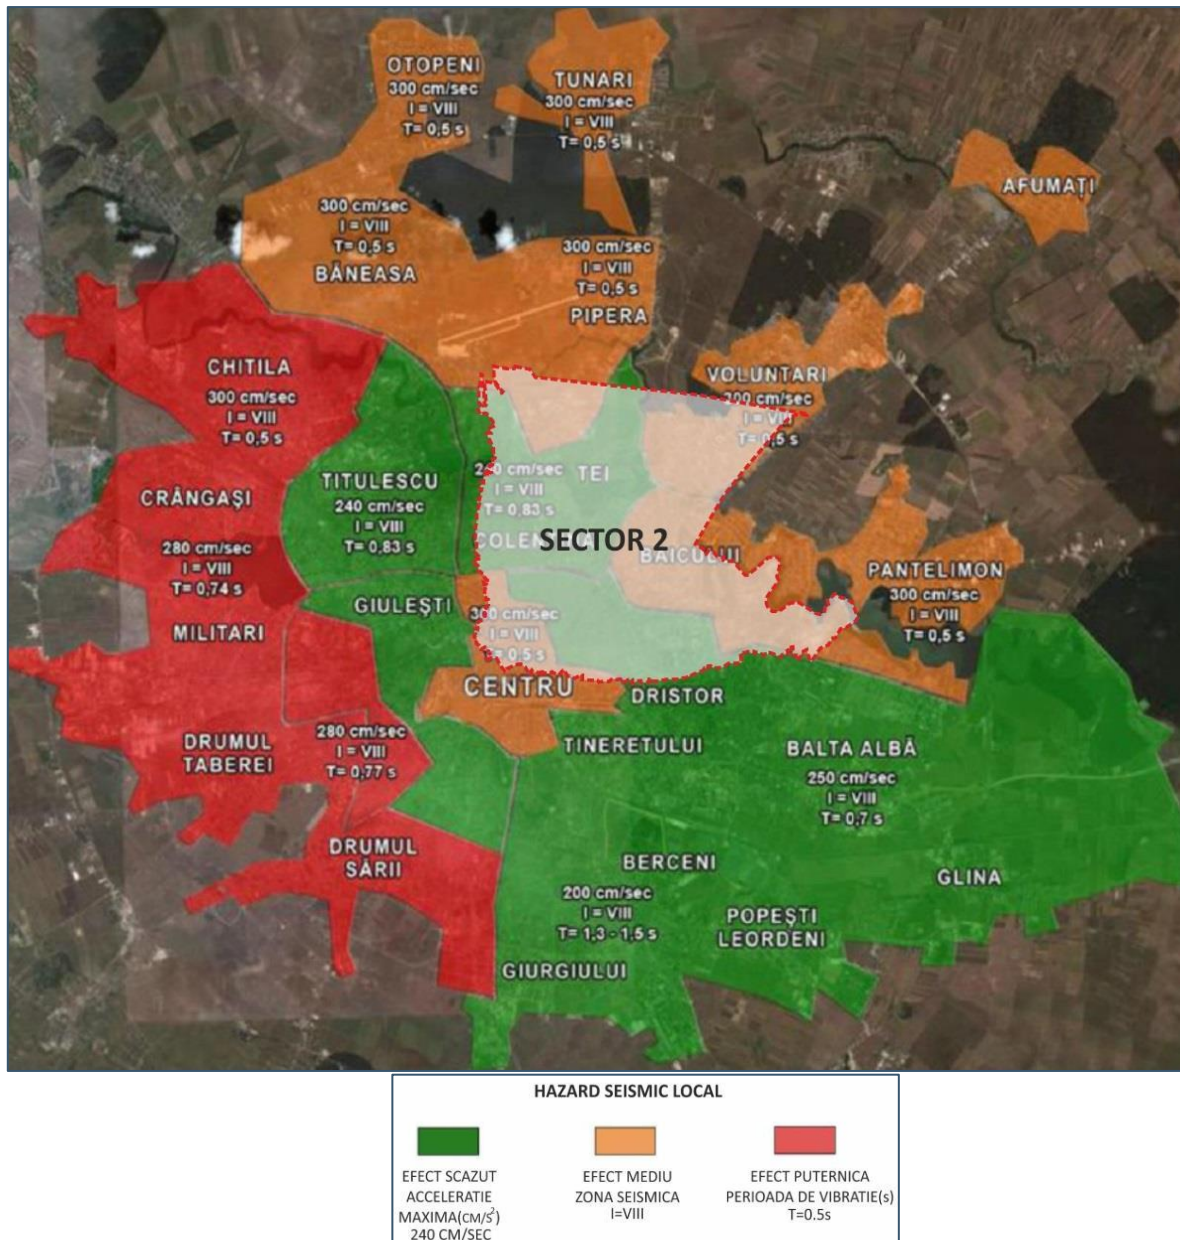 OTOPENI
300 cm/sec
I = VIII
T= 0,5 s
TUNARI
300 cm/sec
I = VIII
T= 0,5 s
AFUMAȚI
300 cm/sec
I = VIII
T= 0,5 s
BĂNEASA
300 cm/sec
I = VIII
T= 0,5 s
PIPERA
CHITILA
300 cm/sec
I = VIII
T= 0,5 s
VOLUNTARI
300 cm/sec
I = VIII
T= 0,5 s
TITULESCU
240 cm/sec
I = VIII
T= 0,83 s
TEI
240 cm/sec
I = VIII
T= 0,83 s
CRÂNGAȘI
280 cm/sec
I = VIII
T= 0,74 s
MILITARI
SECTOR 2
BAICULUI
PANTELIMON
300 cm/sec
I = VIII
T= 0,5 s
GIULEȘTI
300 cm/sec
I = VIII
T= 0,5 s
CENTRU
DRISTOR
TINERETULUI
DRUMUL
TABEREI
280 cm/sec
I = VIII
T= 0,77 s
BALTA ALBĂ
250 cm/sec
I = VIII
T= 0,7 s
DRUMUL
SĂRII
BERCENI
200 cm/sec
I = VIII
T= 1,3 - 1,5 s
GLINA
POPEȘTI
LEORDENI
GIURGIULUI
HAZARD SEISMIC LOCAL
EFECT SCAZUT
ACCELERATIE
MAXIMA(CM/S²)
240 CM/SEC
EFECT MEDIU
ZONA SEISMICA
I=VIII
EFECT PUTERNICA
PERIOADA DE VIBRATIE(s)
T=0.5s